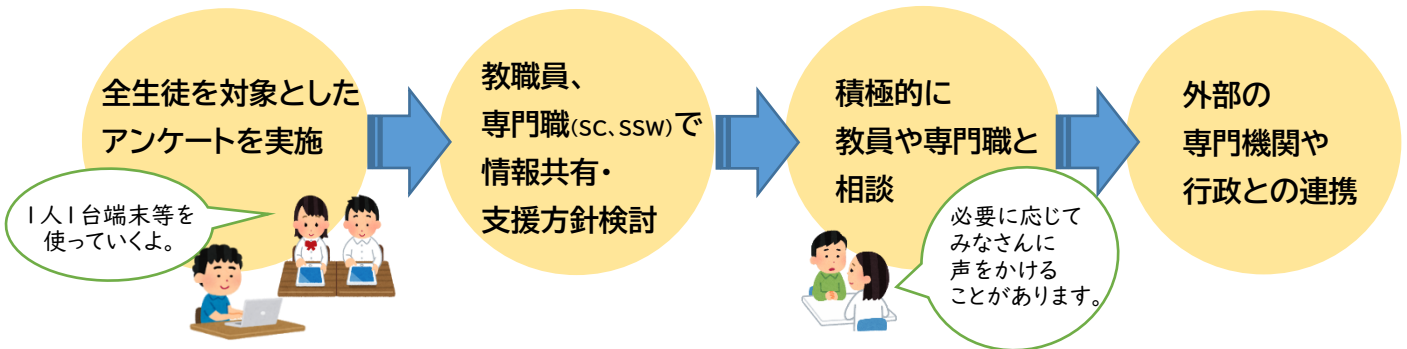 全生徒を対象とした
アンケートを実施
1人1台端末等を
使っていくよ。
教職員、
専門職(SC、SSW)で
情報共有・
支援方針検討
積極的に
教員や専門職と
相談
必要に応じて
みなさんに
声をかける
ことがあります。
外部の
専門機関や
行政との連携